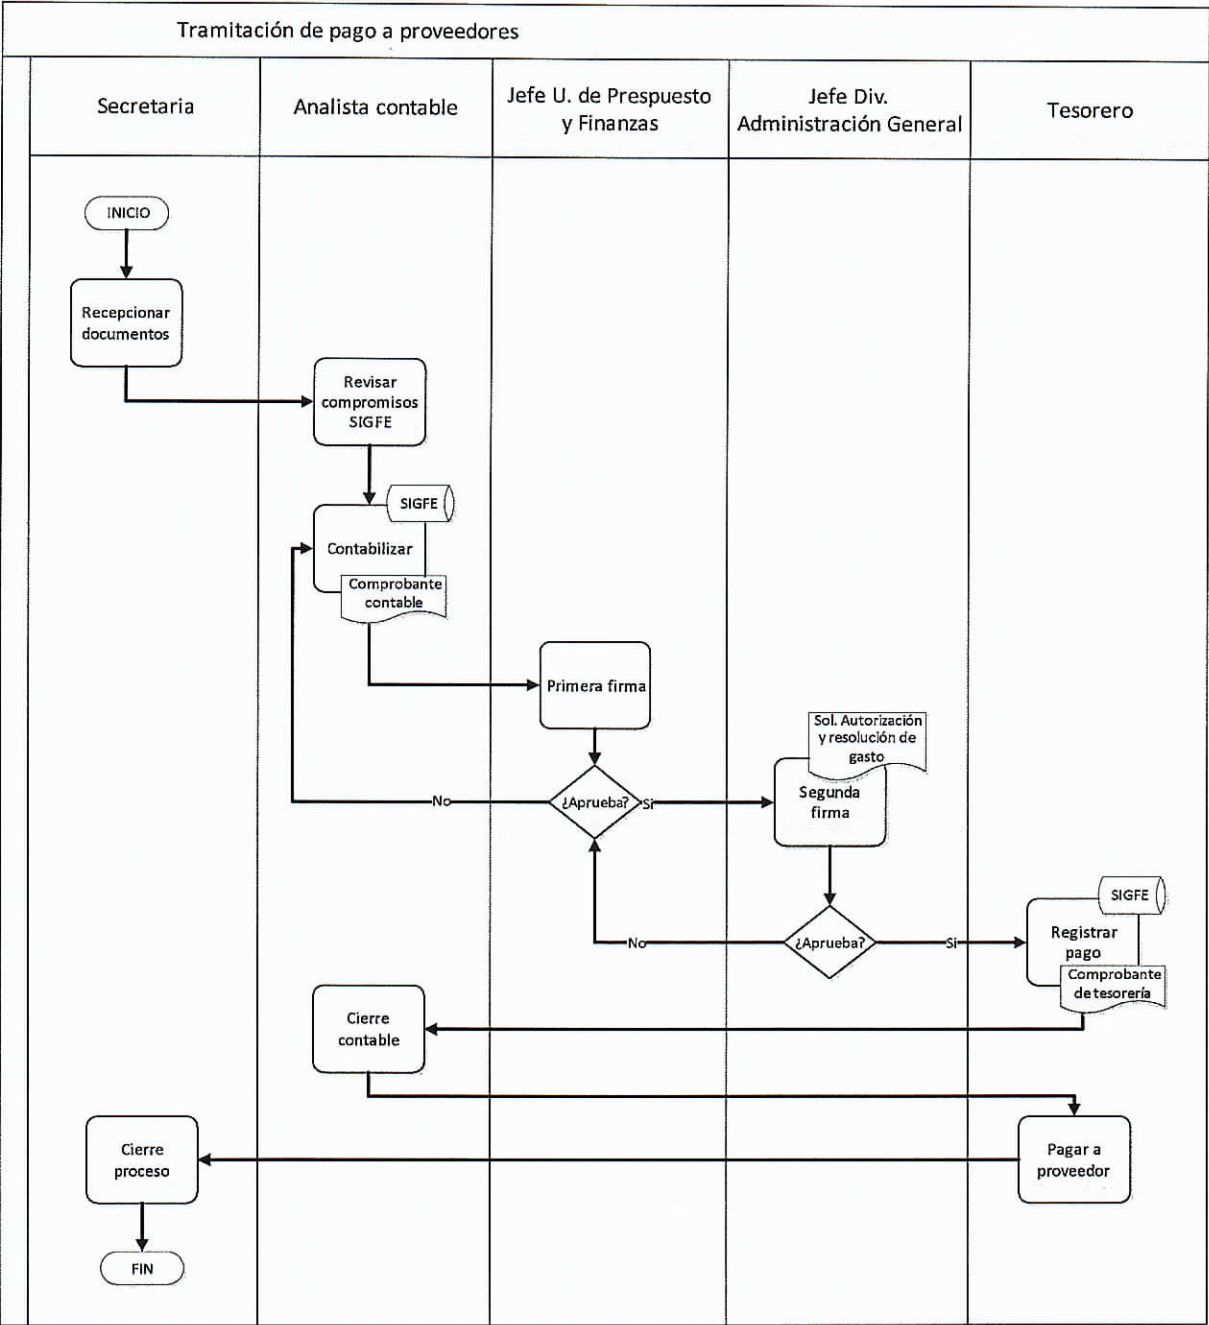 Tramitación de pago a proveedores
Secretaria
Analista contable
Jefe U. de Prespuesto
y Finanzas
Jefe Div.
Administración General
Tesorero
INICIO
Recepcionar
documentos
Revisar
compromisos
SIGFE
SIGFE
Contabilizar
Comprobante
contable
Primera firma
Sol. Autorización
y resolución de
gasto
Segunda
firma
¿Aprueba?
No
Si
¿Aprueba?
No
Si
SIGFE
Registrar
pago
Comprobante
de tesorería
Cierre
contable
Pagar a
proveedor
Cierre
proceso
FIN